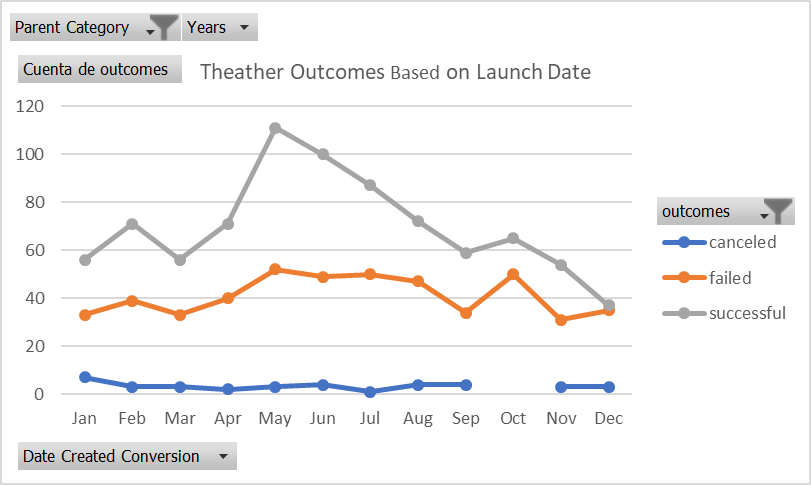 Parent Category Years
Cuenta de outcomes
Theather Outcomes Based on Launch Date
120
100
80
60
40
20
0
Jan Feb Mar Apr May Jun Jul Aug Sep Oct Nov Dec
outcomes
canceled
failed
successful
Date Created Conversion